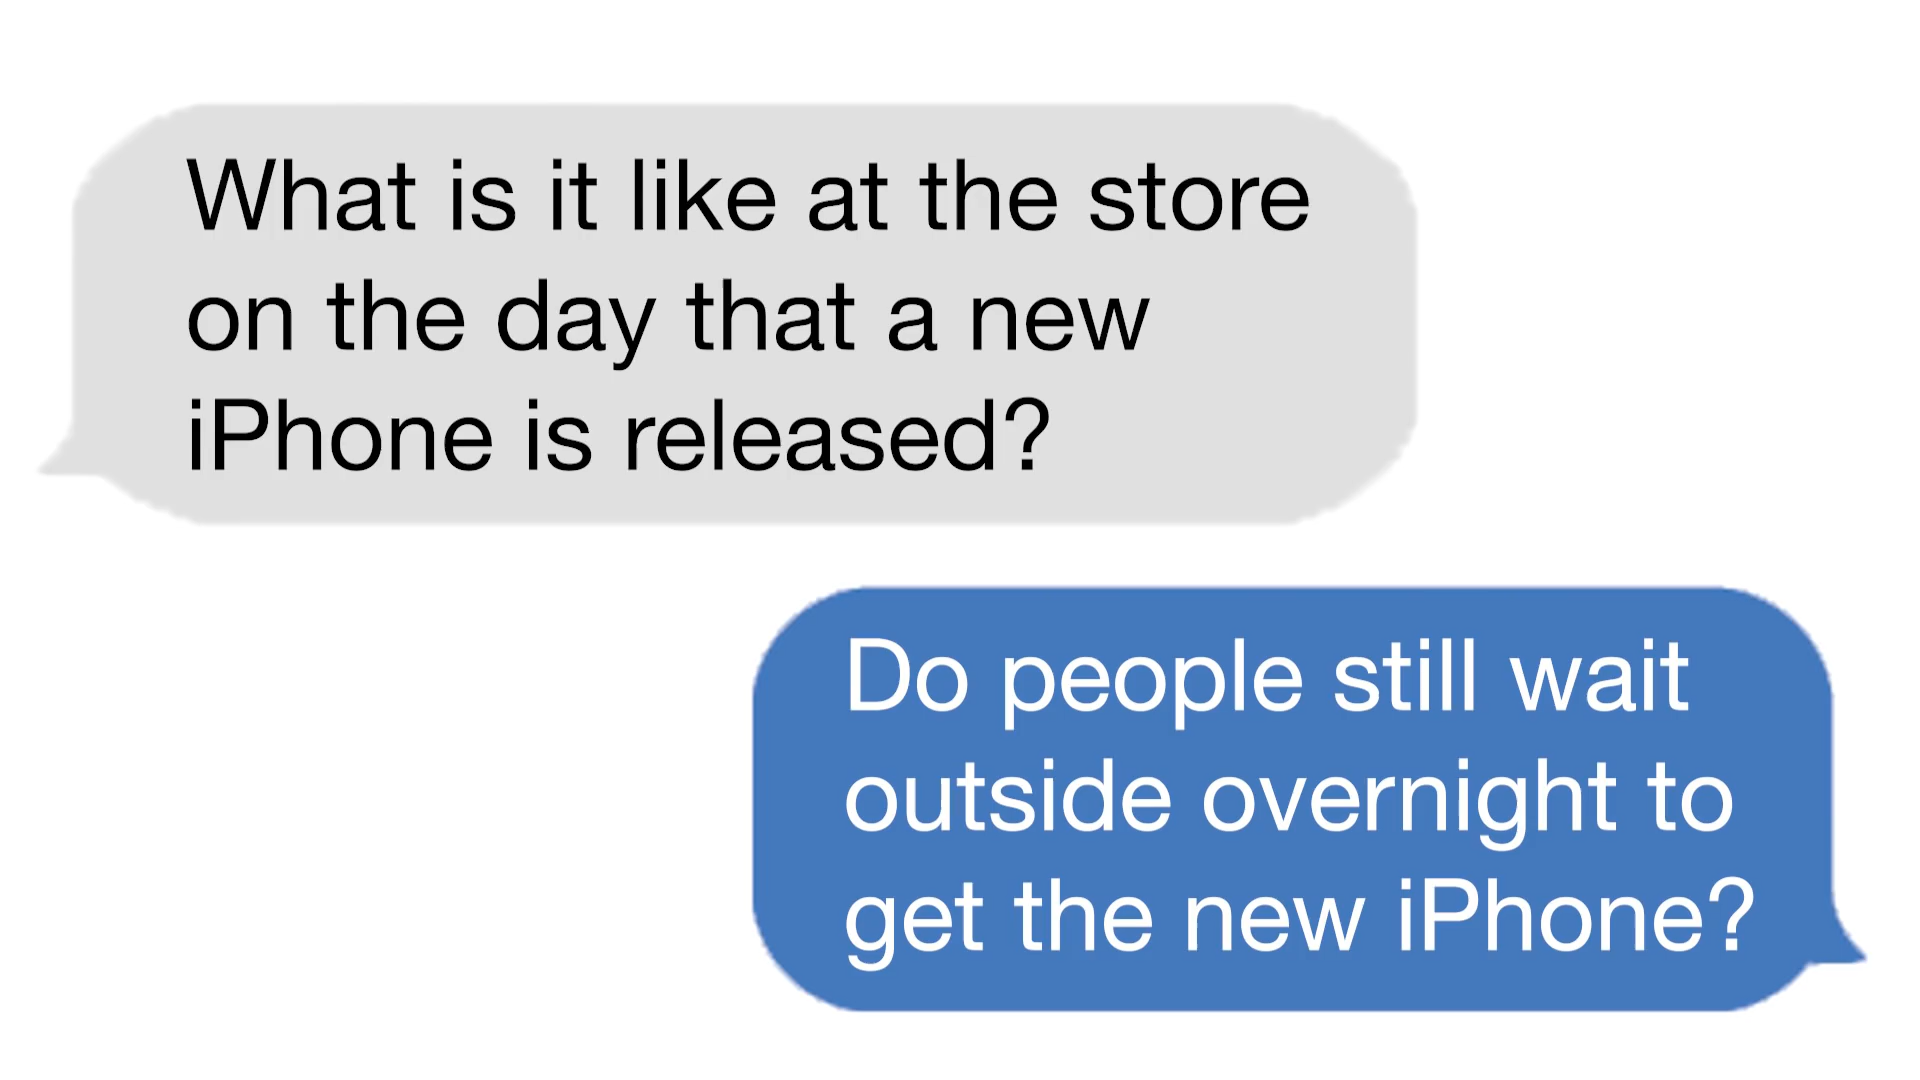 What is it like at the store
on the day that a new
iPhone is released?
Do people still wait
outside overnight to
get the new iPhone?